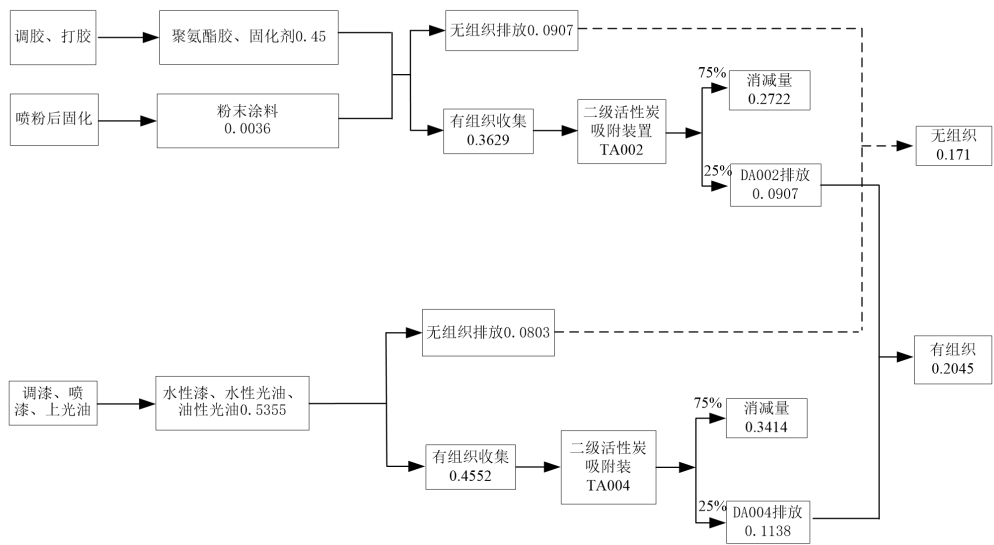 调胶、打胶
聚氨酯胶、固化剂0.45
无组织排放0.0907
喷粉后固化
粉末涂料
0.0036
有组织收集
0.3629
二级活性炭
吸附装置
TA002
75%
消减量
0.2722
25%
DA002排放
0.0907
无组织
0.171
无组织排放0.0803
有组织
0.2045
调漆、喷
漆、上光油
水性漆、水性光油、
油性光油0.5355
有组织收集
0.4552
二级活性炭
吸附装
TA004
75%
消减量
0.3414
25%
DA004排放
0.1138